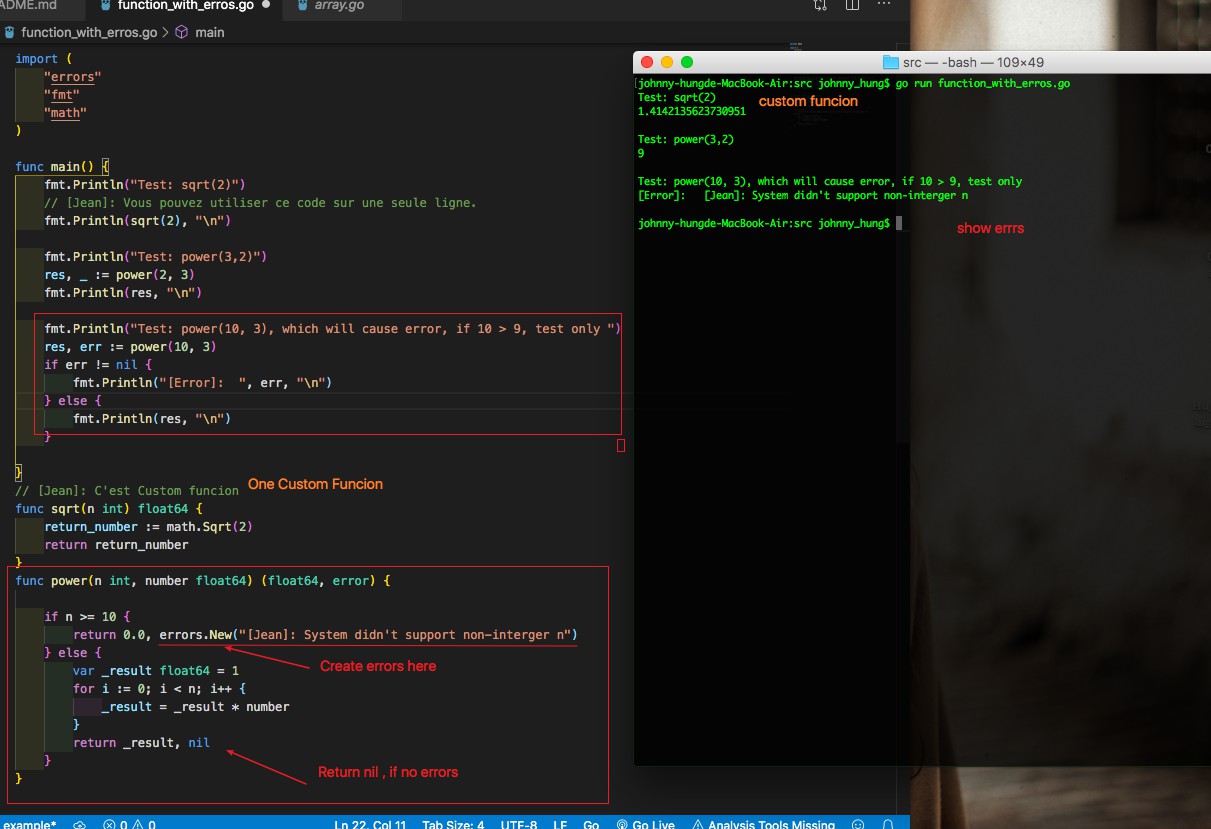 ADME.md function_with_erros.go array.go
function_with_erros.go > main
import (
"errors"
"fmt"
"math"
)
func main() {
fmt.Println("Test: sqrt(2)")
// [Jean]: Vous pouvez utiliser ce code sur une seule ligne.
fmt.Println(sqrt(2), "\n")
fmt.Println("Test: power(3,2)")
res, _ := power(2, 3)
fmt.Println(res, "\n")
fmt.Println("Test: power(10, 3), which will cause error, if 10 > 9, test only ")
res, err := power(10, 3)
if err != nil {
fmt.Println("[Error]:  ", err, "\n")
} else {
fmt.Println(res, "\n")
}
}
// [Jean]: C'est Custom funcion
One Custom Funcion
func sqrt(n int) float64 {
return_number := math.Sqrt(2)
return return_number
}
func power(n int, number float64) (float64, error) {
if n >= 10 {
return 0.0, errors.New("[Jean]: System didn't support non-interger n")
} else {
Create errors here
var _result float64 = 1
for i := 0; i < n; i++ {
_result = _result * number
}
return _result, nil
}
Return nil , if no errors
}
example* 0 0 Ln 22, Col 11 Tab Size: 4 UTF-8 LF Go Go Live Analysis Tools Missing
src — -bash — 109×49
[johnny-hungde-MacBook-Air:src johnny_hung$ go run function_with_erros.go
Test: sqrt(2)
custom funcion
1.4142135623730951
Test: power(3,2)
9
Test: power(10, 3), which will cause error, if 10 > 9, test only
[Error]:   [Jean]: System didn't support non-interger n
johnny-hungde-MacBook-Air:src johnny_hung$
show errrs